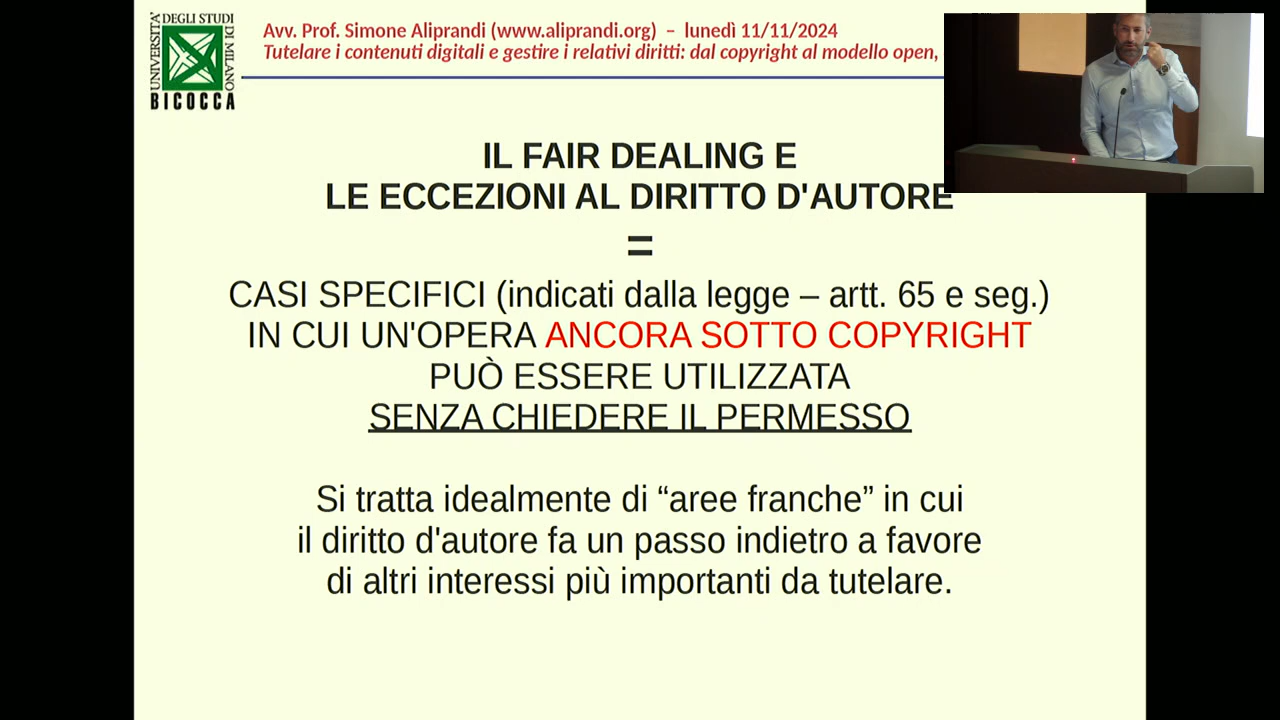 UNIVERSITA'
DEGLI STUDI
DI MILANO
BICOCCA
Avv. Prof. Simone Aliprandi (www.aliprandi.org) – lunedì 11/11/2024
Tutelare i contenuti digitali e gestire i relativi diritti: dal copyright al modello open,
IL FAIR DEALING E
LE ECCEZIONI AL DIRITTO D'AUTORE
=
CASI SPECIFICI (indicati dalla legge – artt. 65 e seg.)
IN CUI UN'OPERA ANCORA SOTTO COPYRIGHT
PUÒ ESSERE UTILIZZATA
SENZA CHIEDERE IL PERMESSO
Si tratta idealmente di “aree franche” in cui
il diritto d'autore fa un passo indietro a favore
di altri interessi più importanti da tutelare.